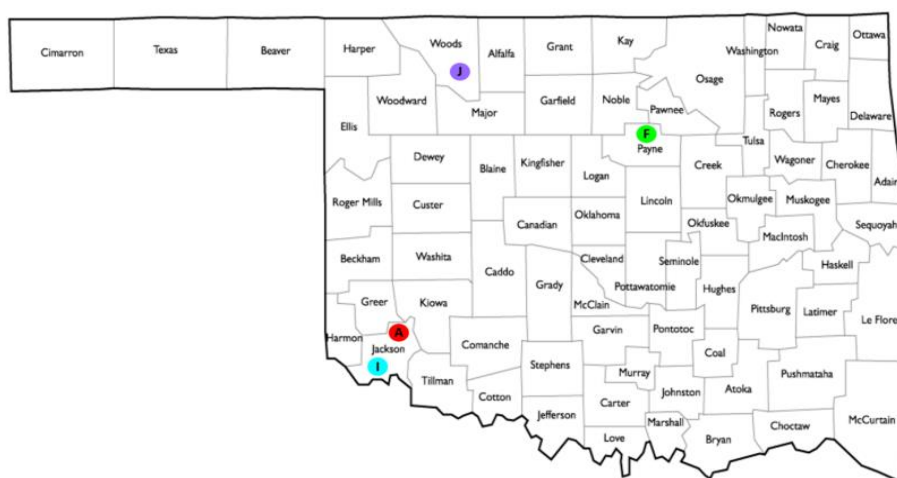 Cimarron
Texas
Beaver
Harper
Woods
Alfalfa
Grant
Kay
Washington
Nowata
Craig
Ottawa
J
Osage
Woodward
Major
Garfield
Noble
Pawnee
Rogers
Mayes
Delaware
Ellis
F
Payne
Tulsa
Dewey
Blaine
Kingfisher
Logan
Creek
Wagoner
Cherokee
Adair
Roger Mills
Custer
Canadian
Oklahoma
Lincoln
Okmulgee
Muskogee
Okfuskee
Sequoyah
MacIntosh
Beckham
Washita
Caddo
Cleveland
Seminole
Haskell
Grady
Pottawatomie
Hughes
Greer
Kiowa
McClain
Pittsburg
Latimer
Le Flore
A
Harmon
Jackson
Comanche
Garvin
Pontotoc
Coal
I
Tillman
Stephens
Murray
Pushmataha
Cotton
Johnston
Atoka
Jefferson
Carter
Marshall
Choctaw
McCurtain
Love
Bryan